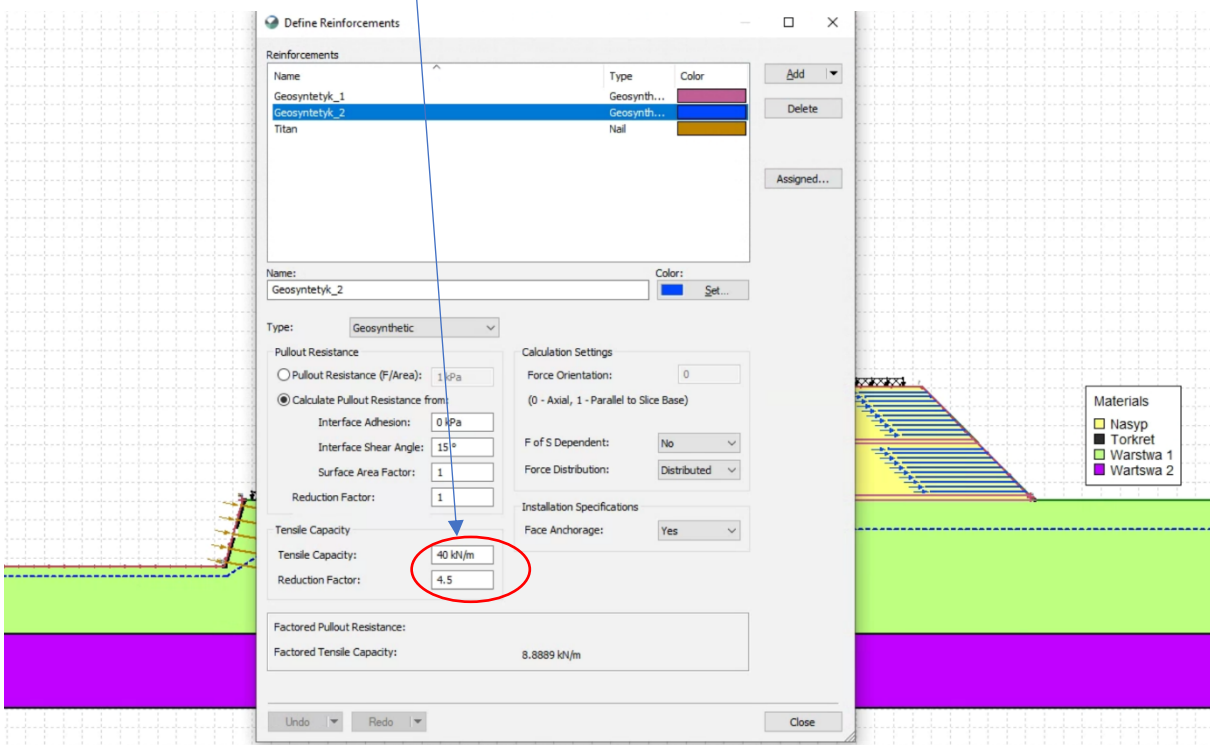 Define Reinforcements
Reinforcements
Name Type Color
Add
Geosyntetyk_1 Geosynth...
Geosyntetyk_2 Geosynth...
Delete
Titan Nail
Assigned...
Name: Color:
Geosyntetyk_2 Set...
Type: Geosynthetic
Pullout Resistance
Pullout Resistance (F/Area): 1 kPa
Calculate Pullout Resistance from:
Interface Adhesion: 0 kPa
Interface Shear Angle: 15 °
Surface Area Factor: 1
Reduction Factor: 1
Calculation Settings
Force Orientation: 0
(0 - Axial, 1 - Parallel to Slice Base)
F of S Dependent: No
Force Distribution: Distributed
Installation Specifications
Face Anchorage: Yes
Tensile Capacity
Tensile Capacity: 40 kN/m
Reduction Factor: 4.5
Factored Pullout Resistance:
Factored Tensile Capacity: 8.8889 kN/m
Undo Redo Close
Materials
Nasyp
Torkret
Warstwa 1
Wartswa 2